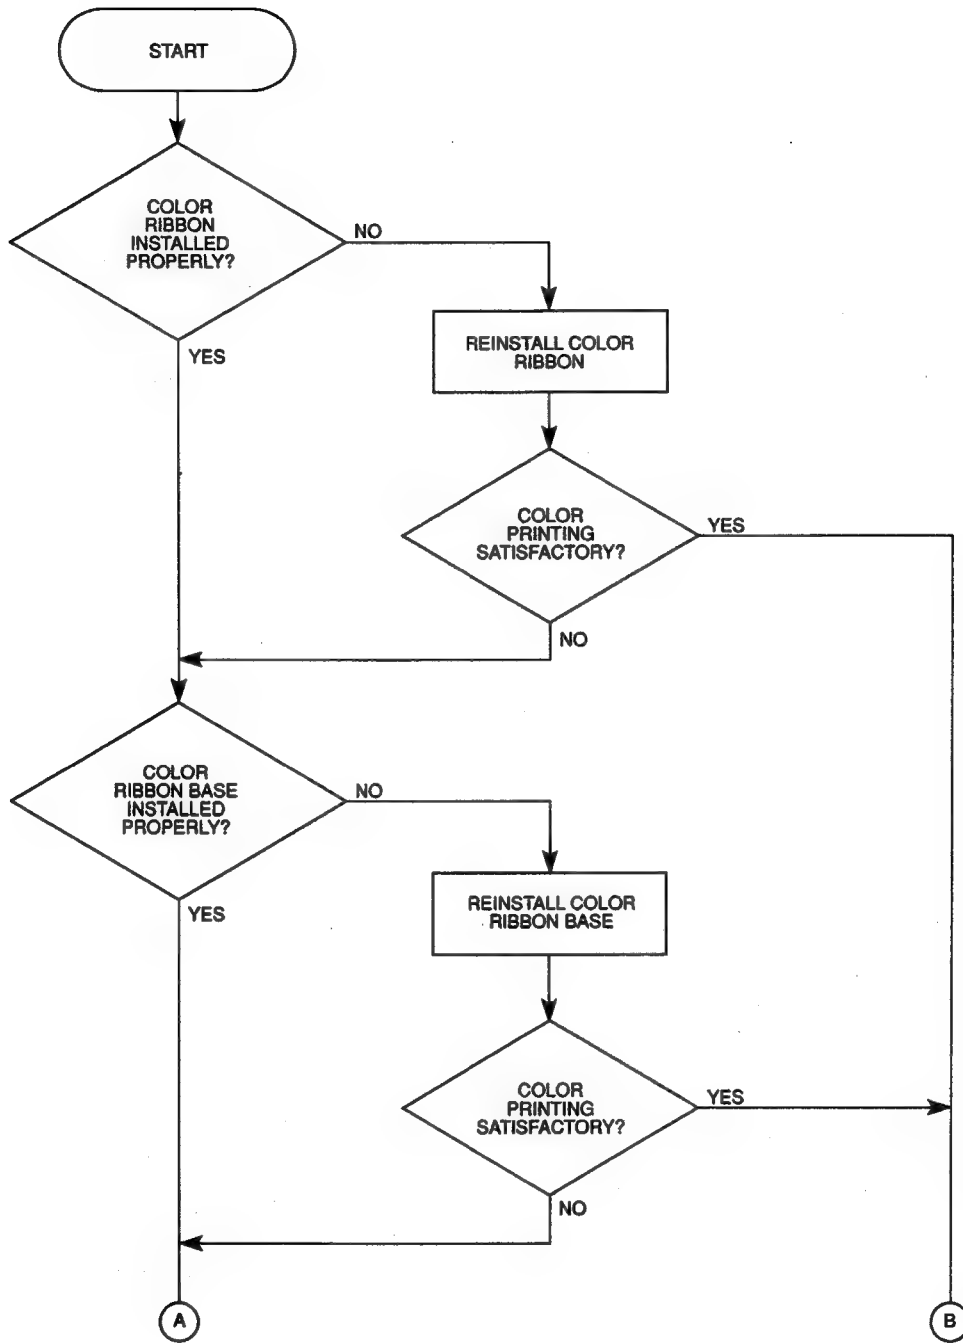 START
COLOR
RIBBON
INSTALLED
PROPERLY?
NO
YES
REINSTALL COLOR
RIBBON
COLOR
PRINTING
SATISFACTORY?
YES
NO
COLOR
RIBBON BASE
INSTALLED
PROPERLY?
NO
YES
REINSTALL COLOR
RIBBON BASE
COLOR
PRINTING
SATISFACTORY?
YES
NO
A
B